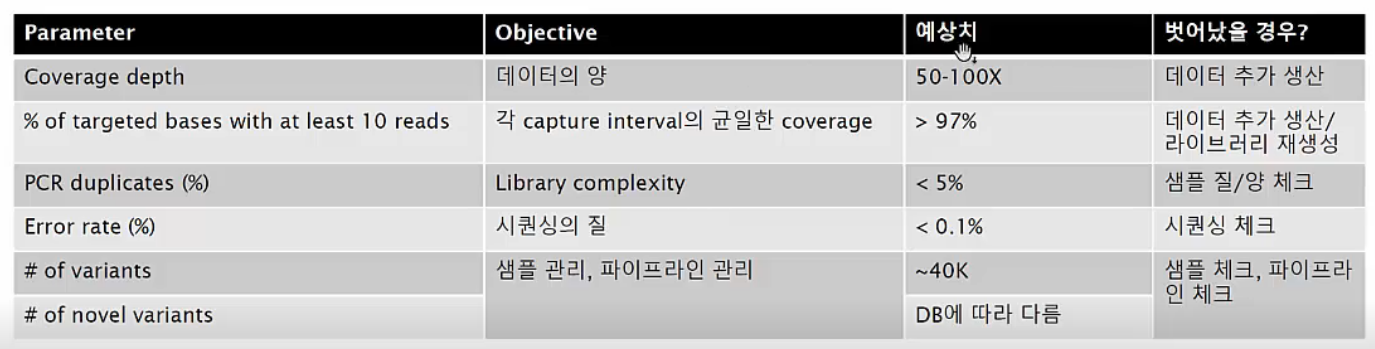 Parameter Objective 예상치 벗어났을 경우?
Coverage depth 데이터의 양 50-100X 데이터 추가 생산
% of targeted bases with at least 10 reads 각 capture interval의 균일한 coverage > 97% 데이터 추가 생산/
라이브러리 재생성
PCR duplicates (%) Library complexity < 5% 샘플 질/양 체크
Error rate (%) 시퀀싱의 질 < 0.1% 시퀀싱 체크
# of variants 샘플 관리, 파이프라인 관리 ~40K 샘플 체크, 파이프라
인 체크
# of novel variants DB에 따라 다름